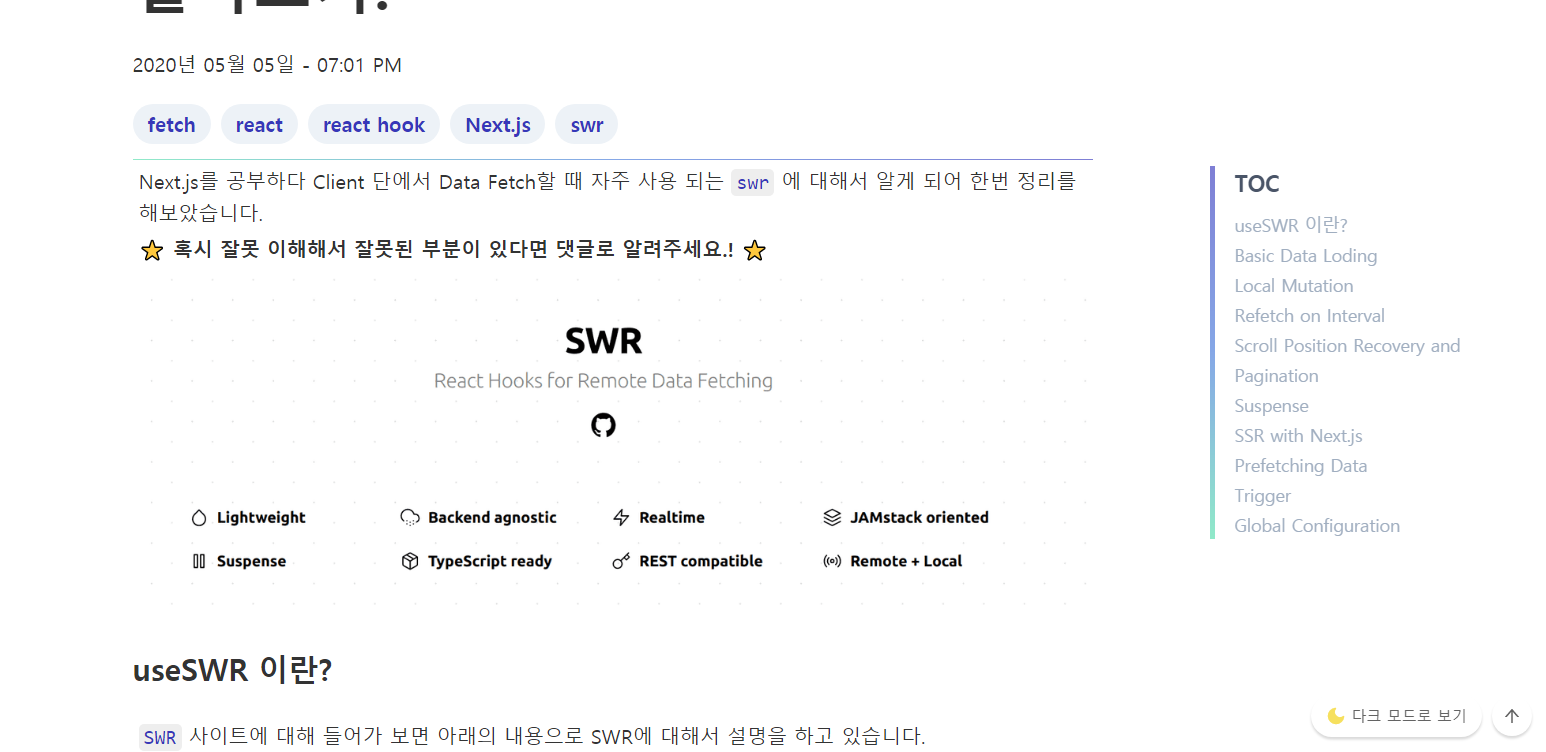 2020년 05월 05일 - 07:01 PM
fetch react react hook Next.js swr
Next.js를 공부하다 Client 단에서 Data Fetch할 때 자주 사용 되는 swr 에 대해서 알게 되어 한번 정리를
해보았습니다.
⭐ 혹시 잘못 이해해서 잘못된 부분이 있다면 댓글로 알려주세요.! ⭐
SWR
React Hooks for Remote Data Fetching
Lightweight Backend agnostic Realtime JAMstack oriented
Suspense TypeScript ready REST compatible Remote + Local
useSWR 이란?
SWR 사이트에 대해 들어가 보면 아래의 내용으로 SWR에 대해서 설명을 하고 있습니다.
TOC
useSWR 이란?
Basic Data Loding
Local Mutation
Refetch on Interval
Scroll Position Recovery and
Pagination
Suspense
SSR with Next.js
Prefetching Data
Trigger
Global Configuration
다크 모드로 보기